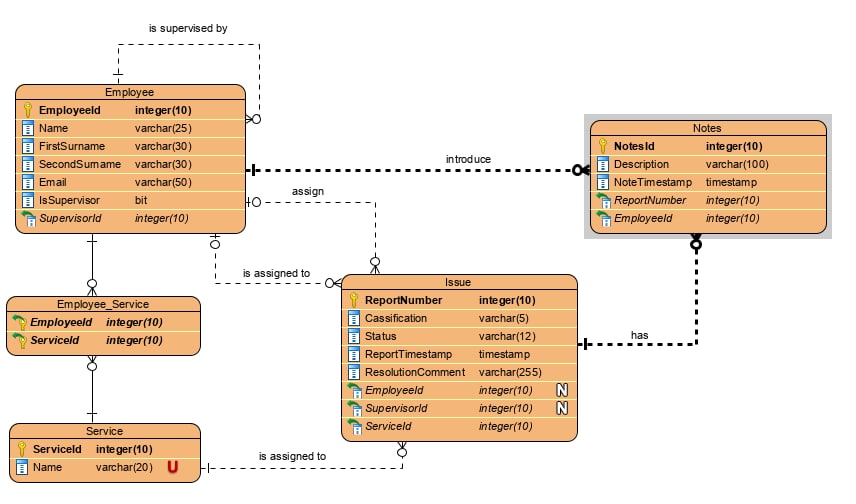 is supervised by
Employee
EmployeeId integer(10)
Name varchar(25)
FirstSurname varchar(30)
SecondSurname varchar(30)
Email varchar(50)
IsSupervisor bit
SupervisorId integer(10)
introduce
Notes
NotesId integer(10)
Description varchar(100)
NoteTimestamp timestamp
ReportNumber integer(10)
EmployeeId integer(10)
assign
is assigned to
Issue
ReportNumber integer(10)
Cassification varchar(5)
Status varchar(12)
ReportTimestamp timestamp
ResolutionComment varchar(255)
EmployeeId integer(10) N
SupervisorId integer(10) N
ServiceId integer(10)
has
Employee_Service
EmployeeId integer(10)
ServiceId integer(10)
Service
ServiceId integer(10)
Name varchar(20) U
is assigned to